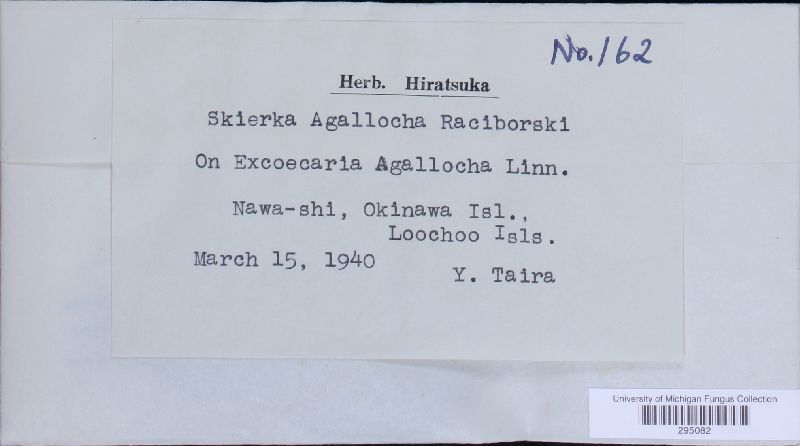 No. 162
Herb. Hiratsuka
Skierka Agallocha Raciborski
On Excoecaria Agallocha Linn.
Nawa-shi, Okinawa Isl.,
Loochoo Isls.
March 15, 1940
Y. Taira
University of Michigan Fungus Collection
295082